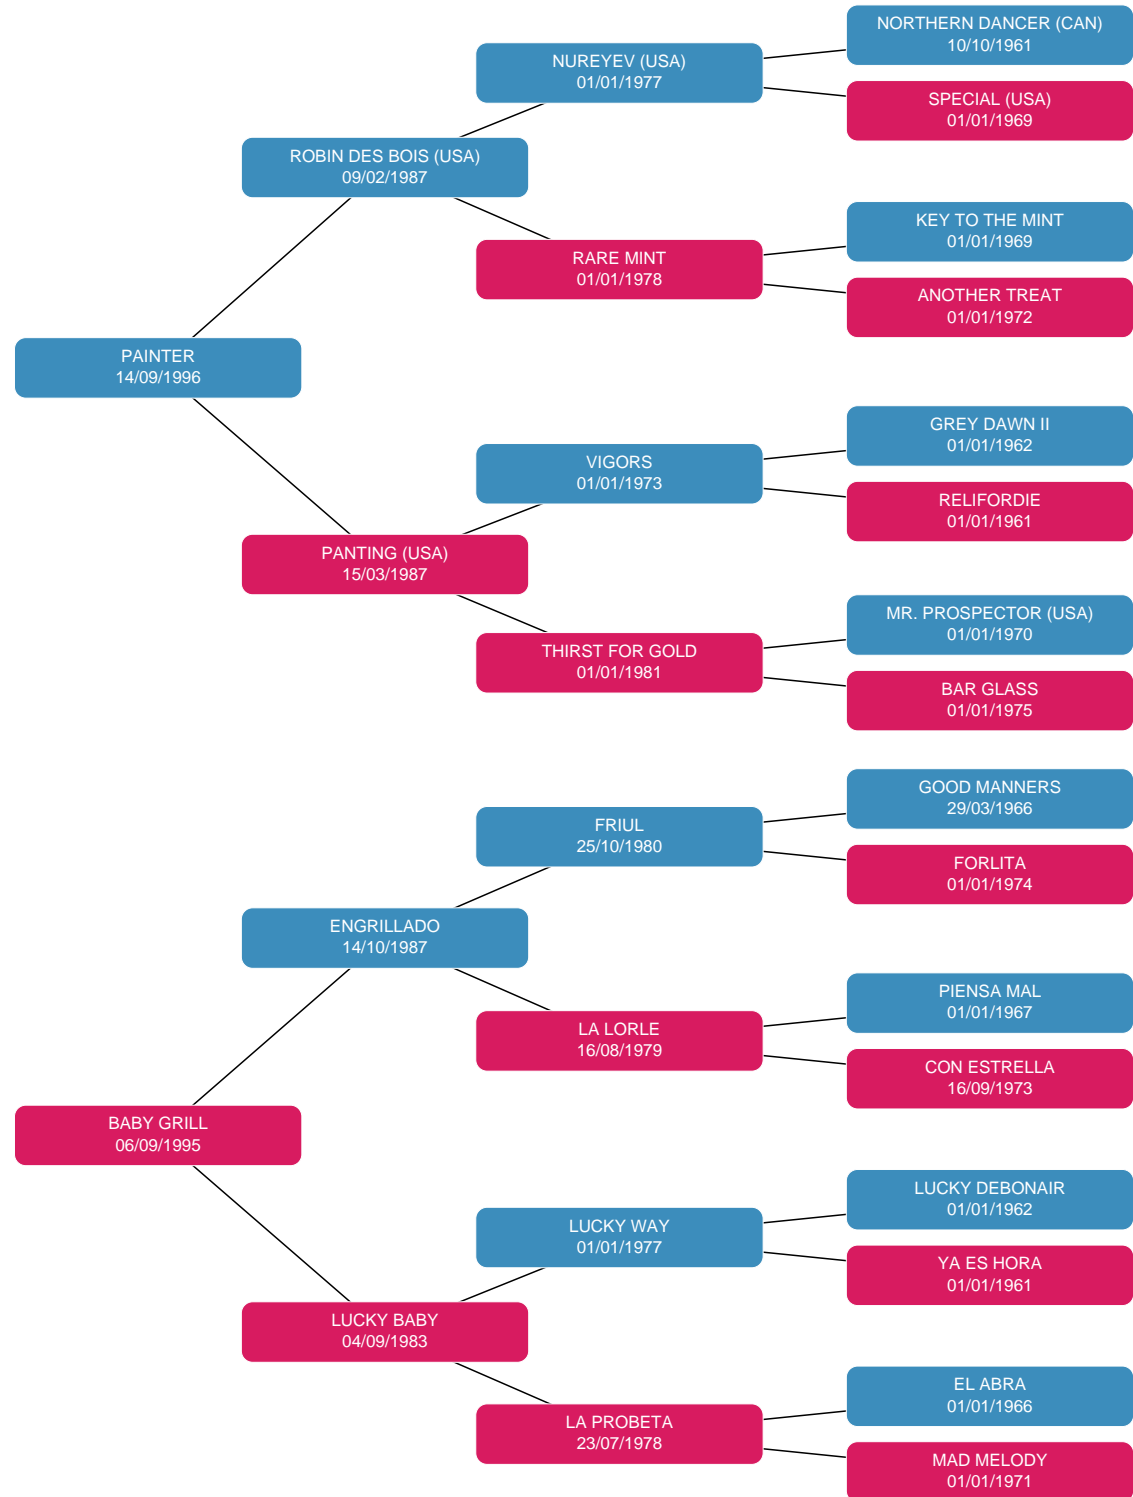 NORTHERN DANCER (CAN)
10/10/1961
NUREYEV (USA)
01/01/1977
SPECIAL (USA)
01/01/1969
ROBIN DES BOIS (USA)
09/02/1987
KEY TO THE MINT
01/01/1969
RARE MINT
01/01/1978
ANOTHER TREAT
01/01/1972
PAINTER
14/09/1996
GREY DAWN II
01/01/1962
VIGORS
01/01/1973
RELIFORDIE
01/01/1961
PANTING (USA)
15/03/1987
MR. PROSPECTOR (USA)
01/01/1970
THIRST FOR GOLD
01/01/1981
BAR GLASS
01/01/1975
GOOD MANNERS
29/03/1966
FRIUL
25/10/1980
FORLITA
01/01/1974
ENGRILLADO
14/10/1987
PIENSA MAL
01/01/1967
LA LORLE
16/08/1979
CON ESTRELLA
16/09/1973
BABY GRILL
06/09/1995
LUCKY DEBONAIR
01/01/1962
LUCKY WAY
01/01/1977
YA ES HORA
01/01/1961
LUCKY BABY
04/09/1983
EL ABRA
01/01/1966
LA PROBETA
23/07/1978
MAD MELODY
01/01/1971